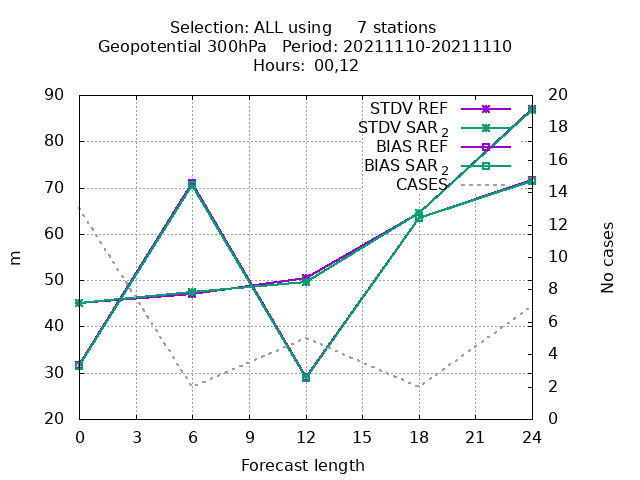 Selection: ALL using     7 stations
Geopotential 300hPa   Period: 20211110-20211110
Hours:  00,12
STDV REF
STDV SAR 2
BIAS REF
BIAS SAR 2
CASES
90
80
70
60
50
40
30
20
m
20
18
16
14
12
10
8
6
4
2
0
No cases
0 3 6 9 12 15 18 21 24
Forecast length